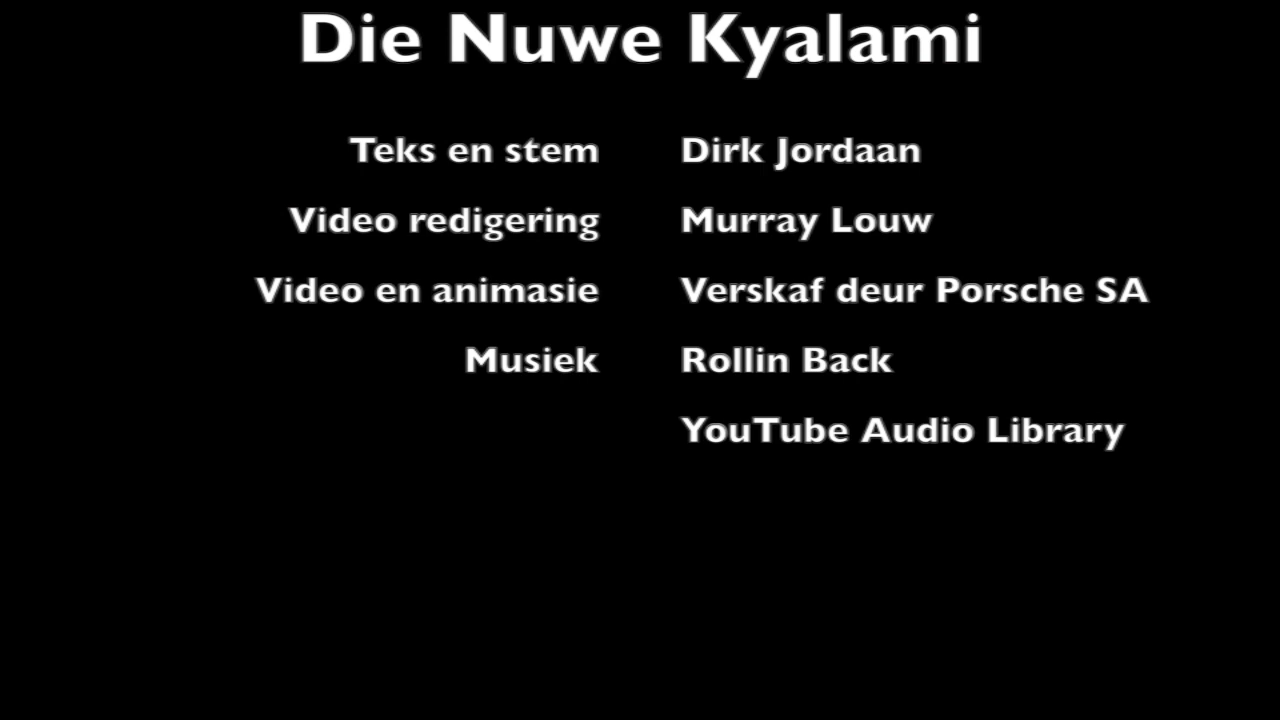 Die Nuwe Kyalami
Teks en stem Dirk Jordaan
Video redigering Murray Louw
Video en animasie Verskaf deur Porsche SA
Musiek Rollin Back
YouTube Audio Library